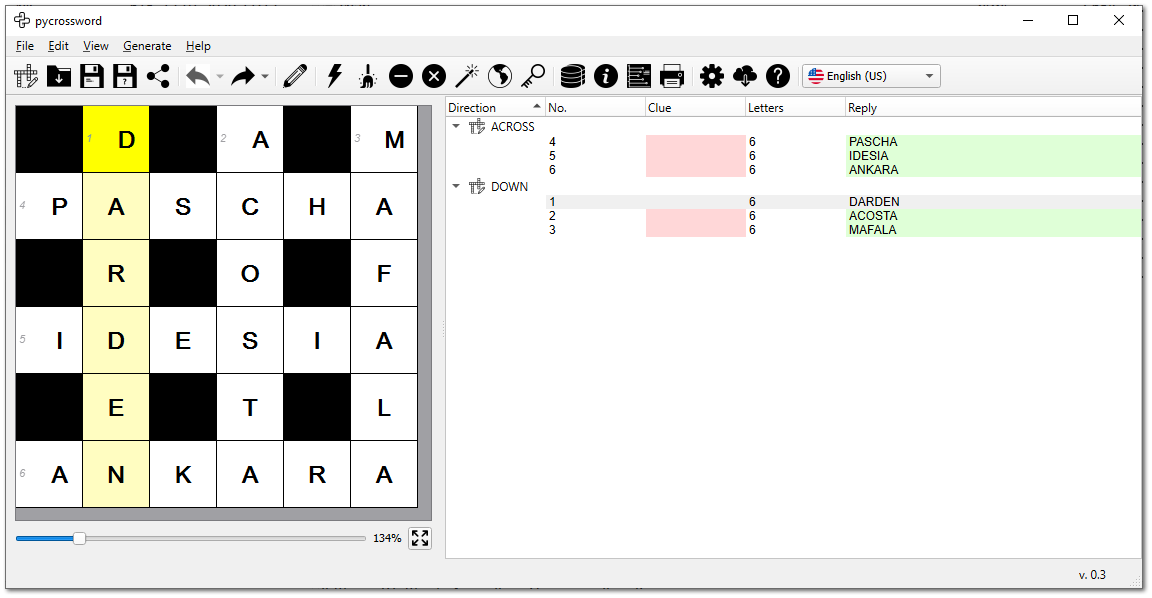 pycrossword
File Edit View Generate Help
English (US)
1 D 2 A 3 M
4 P A S C H A
R O F
5 I D E S I A
E T L
6 A N K A R A
134%
Direction No. Clue Letters Reply
ACROSS
4 6 PASCHA
5 6 IDESIA
6 6 ANKARA
DOWN
1 6 DARDEN
2 6 ACOSTA
3 6 MAFALA
v. 0.3